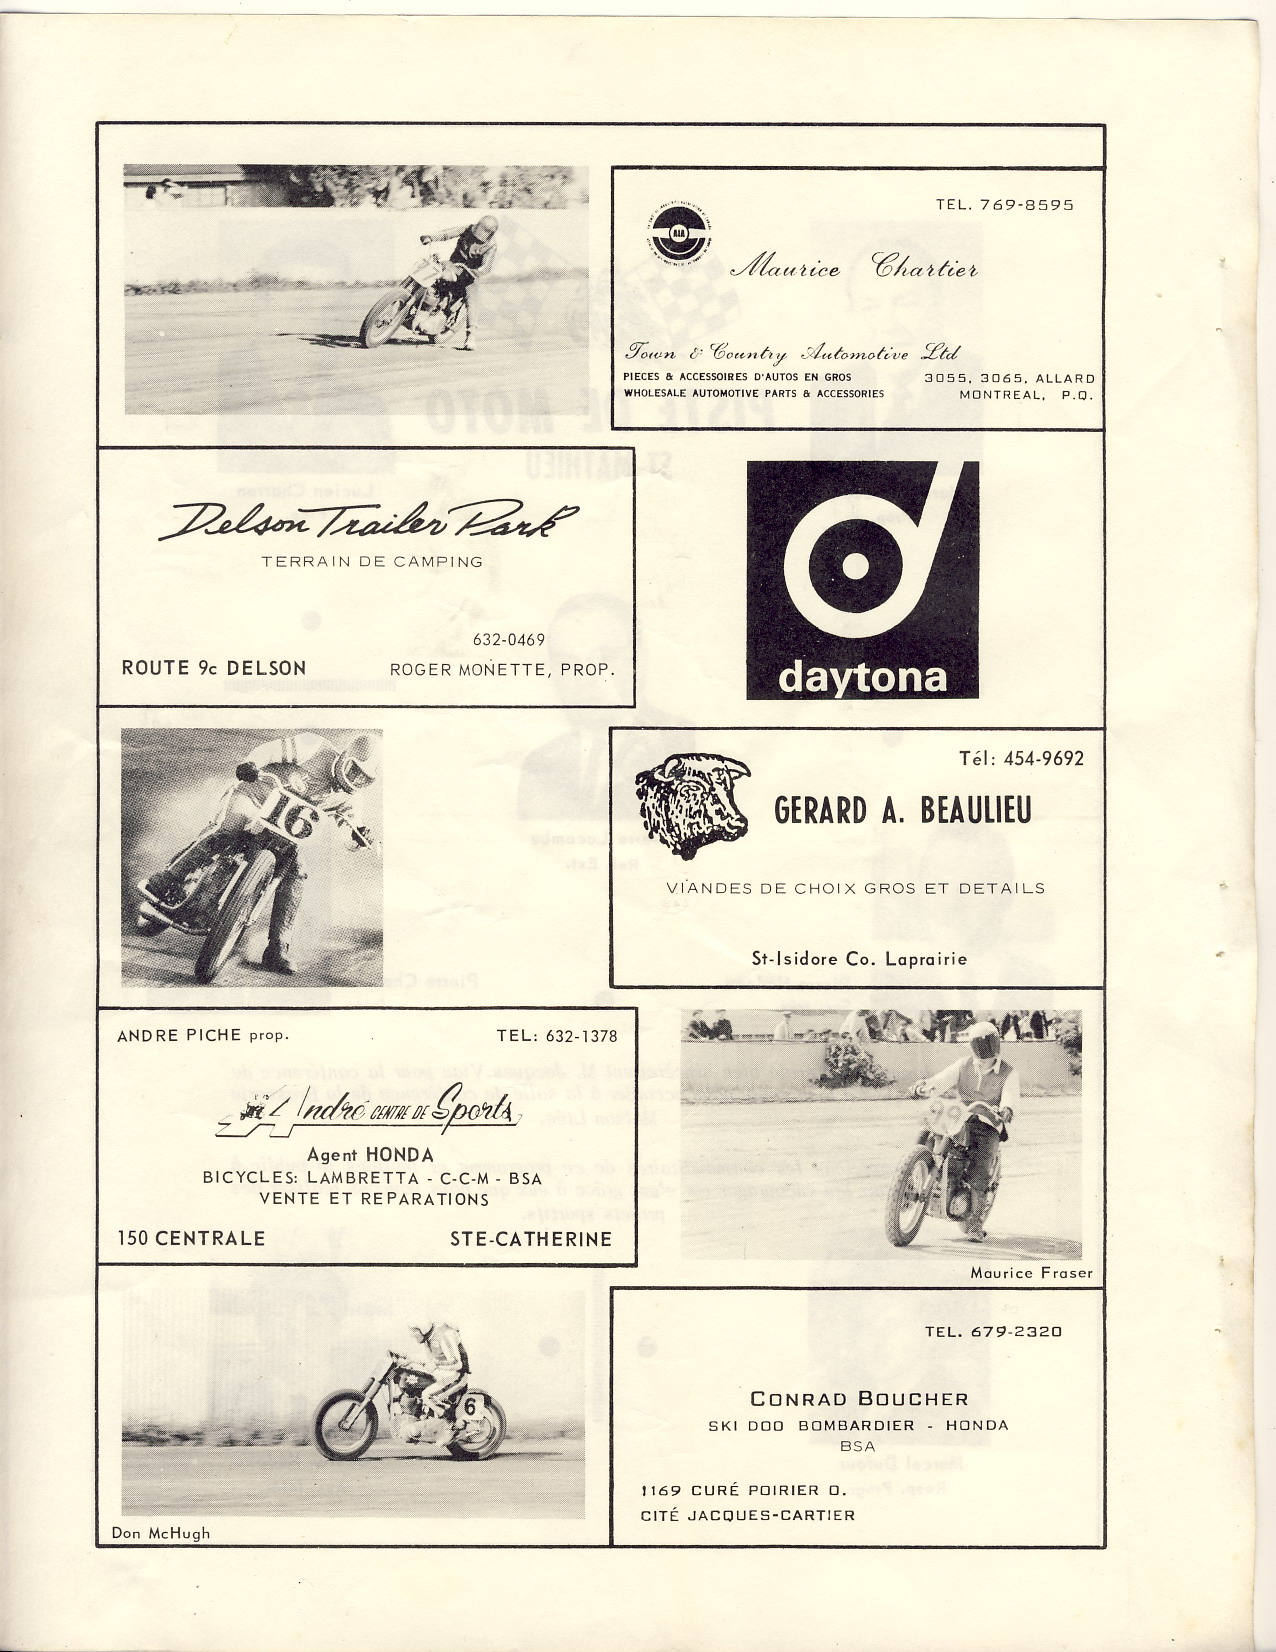 TEL. 769-8595
AIA
Maurice Chartier
Town & Country Automotive Ltd
PIECES & ACCESSOIRES D'AUTOS EN GROS
3055, 3065, ALLARD
WHOLESALE AUTOMOTIVE PARTS & ACCESSORIES
MONTREAL, P.Q.
Delson Trailer Park
TERRAIN DE CAMPING
632-0469
ROUTE 9c DELSON
ROGER MONETTE, PROP.
daytona
16
Tél: 454-9692
GERARD A. BEAULIEU
VIANDES DE CHOIX GROS ET DETAILS
St-Isidore Co. Laprairie
ANDRE PICHE prop.
TEL: 632-1378
André CENTRE DE Sports
Agent HONDA
BICYCLES: LAMBRETTA - C-C-M - BSA
VENTE ET REPARATIONS
150 CENTRALE
STE-CATHERINE
99
Maurice Fraser
6
Don McHugh
TEL. 679-2320
CONRAD BOUCHER
SKI DOO BOMBARDIER - HONDA
BSA
1169 CURÉ POIRIER O.
CITÉ JACQUES-CARTIER